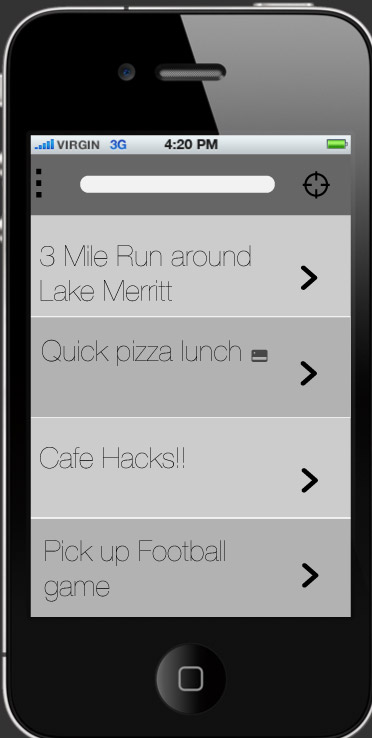 VIRGIN 3G 4:20 PM
3 Mile Run around
Lake Merritt
Quick pizza lunch
Cafe Hacks!!
Pick up Football
game